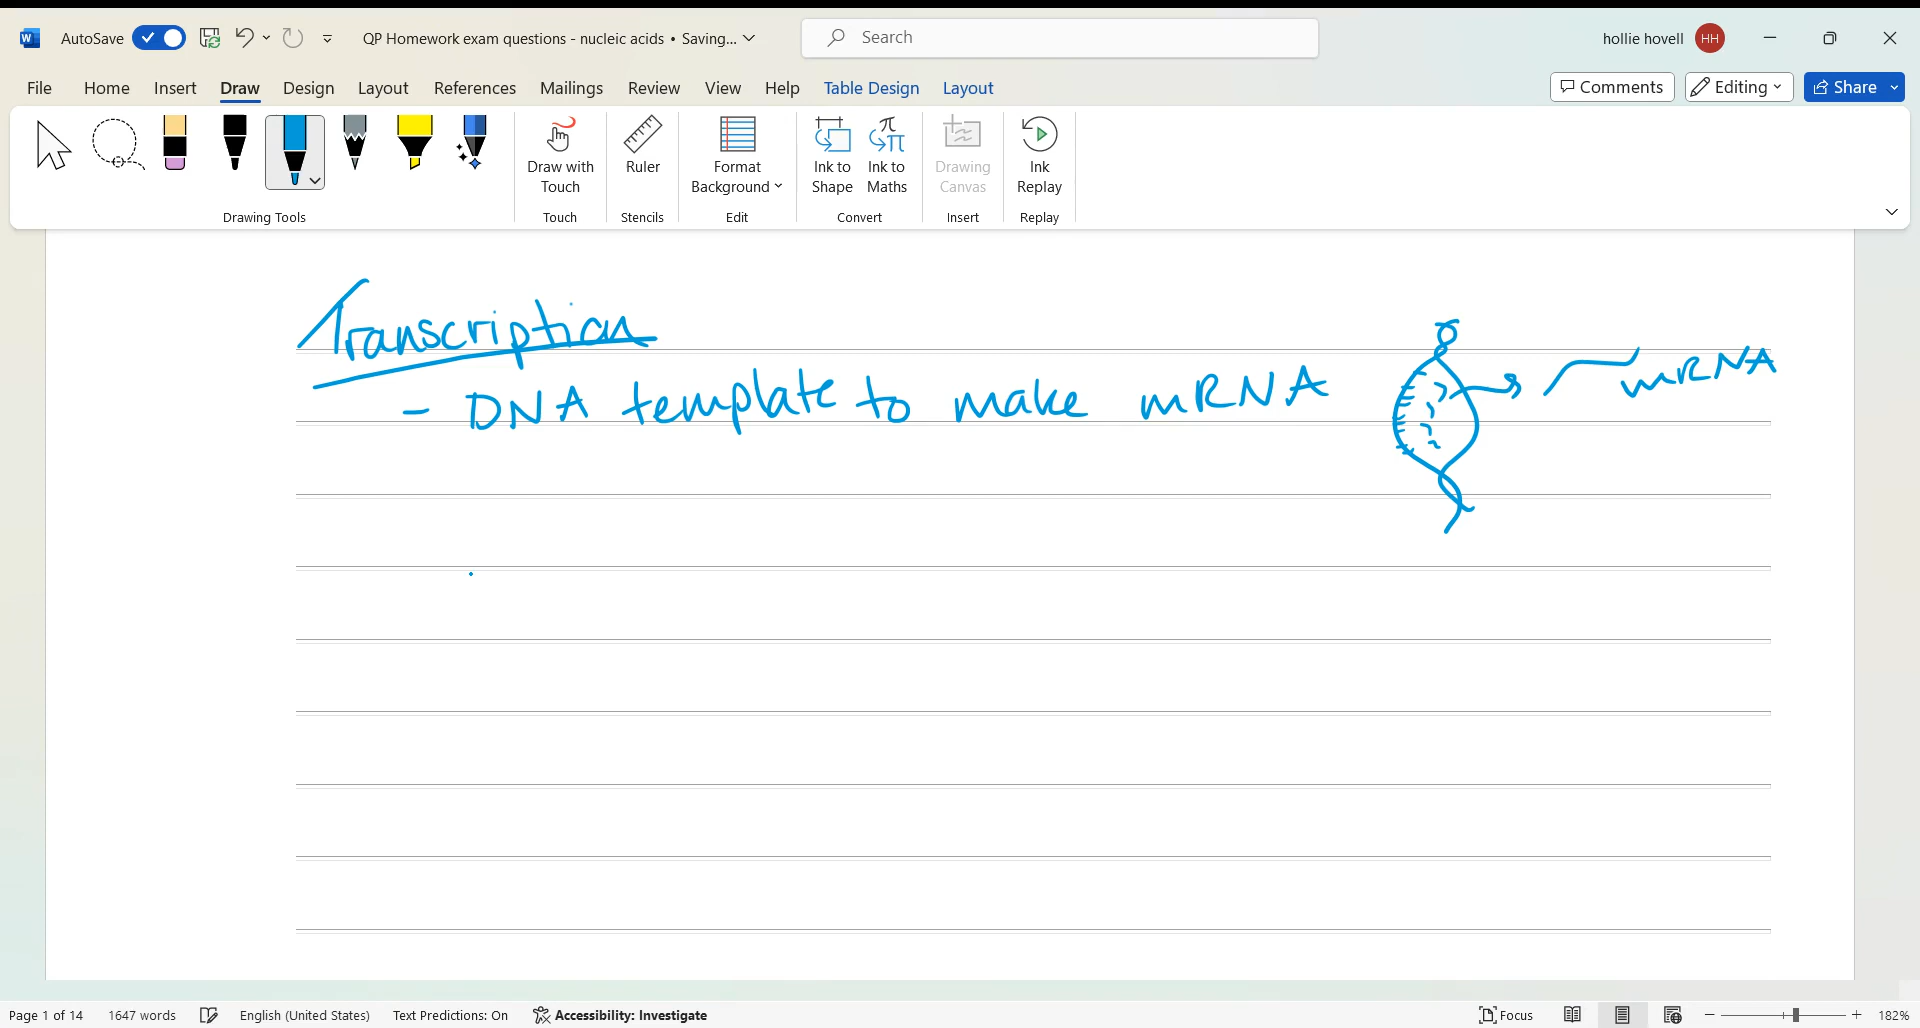 AutoSave
QP Homework exam questions - nucleic acids • Saving...
Search
hollie hovell
HH
File Home Insert Draw Design Layout References Mailings Review View Help Table Design Layout
Comments
Editing
Share
Draw with Touch
Ruler
Format Background
Ink to Shape
Ink to Maths
Drawing Canvas
Ink Replay
Drawing Tools
Touch
Stencils
Edit
Convert
Insert
Replay
Transcription
- DNA template to make mRNA
mRNA
Page 1 of 14
1647 words
English (United States)
Text Predictions: On
Accessibility: Investigate
Focus
182%